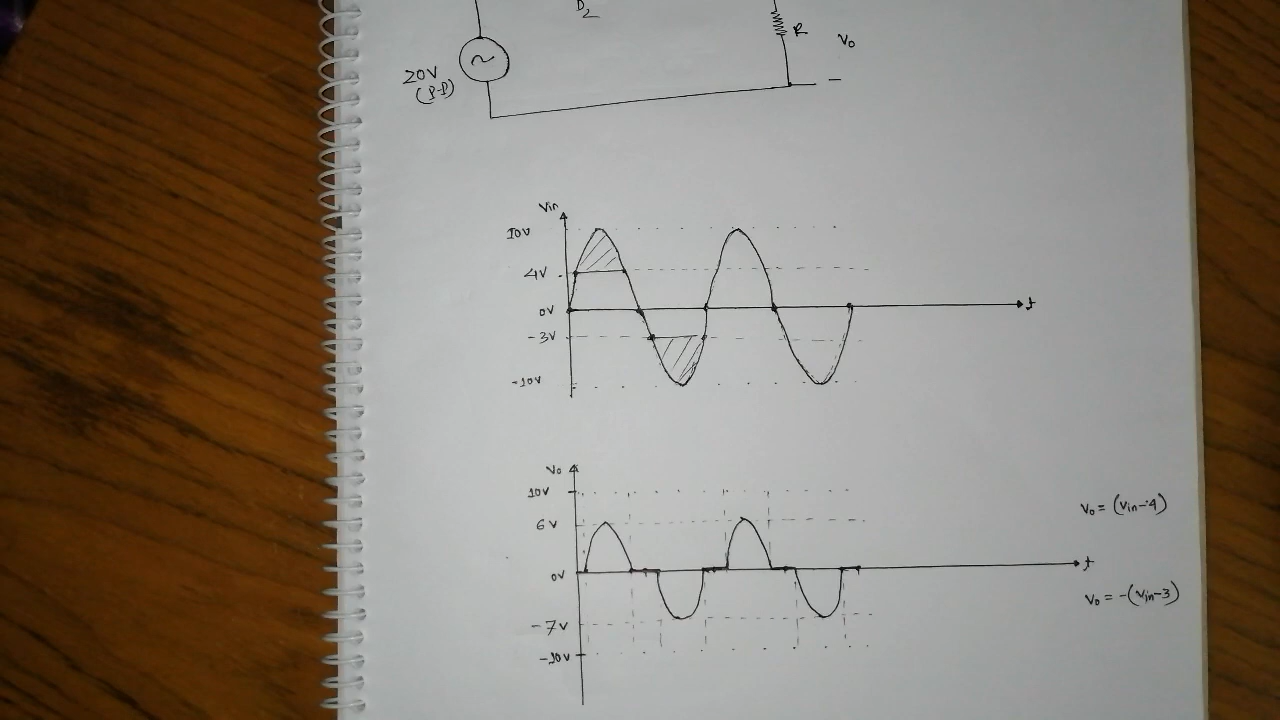 D2
R
Vo
20V
(P-P)
−
Vin
10V
4V
0V
-3V
-10V
t
Vo
10V
6V
0V
-7V
-10V
t
Vo = (Vin-4)
Vo = -(Vin-3)